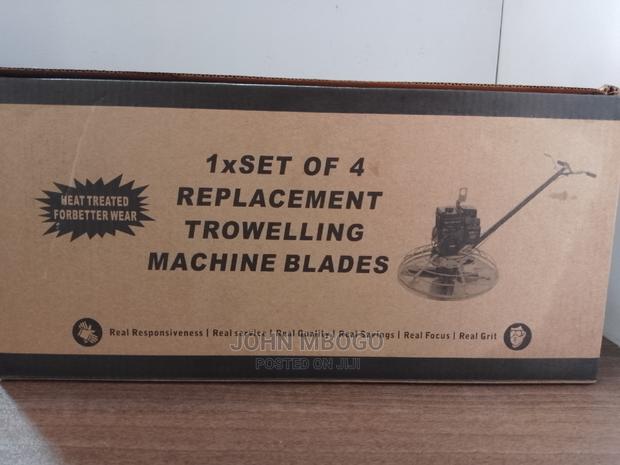 1xSET OF 4
REPLACEMENT
TROWELLING
MACHINE BLADES
HEAT TREATED
FORBETTER WEAR
Real Responsiveness | Real service | Real Quality | Real Savings | Real Focus | Real Grit
JOHN MBOGO
POSTED ON JIJI